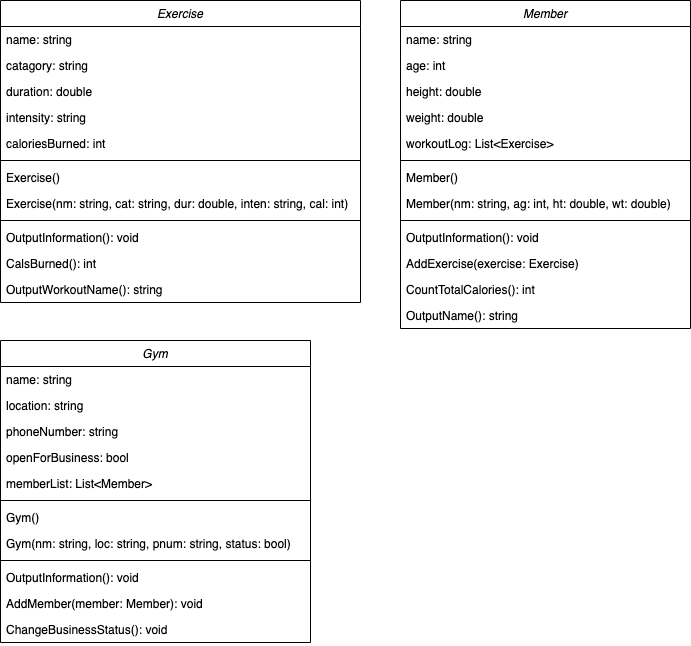 Exercise
name: string
catagory: string
duration: double
intensity: string
caloriesBurned: int
Exercise()
Exercise(nm: string, cat: string, dur: double, inten: string, cal: int)
OutputInformation(): void
CalsBurned(): int
OutputWorkoutName(): string
Member
name: string
age: int
height: double
weight: double
workoutLog: List<Exercise>
Member()
Member(nm: string, ag: int, ht: double, wt: double)
OutputInformation(): void
AddExercise(exercise: Exercise)
CountTotalCalories(): int
OutputName(): string
Gym
name: string
location: string
phoneNumber: string
openForBusiness: bool
memberList: List<Member>
Gym()
Gym(nm: string, loc: string, pnum: string, status: bool)
OutputInformation(): void
AddMember(member: Member): void
ChangeBusinessStatus(): void